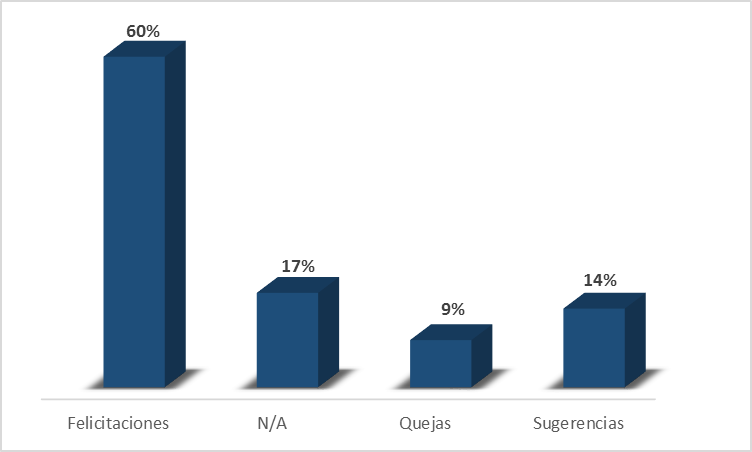 60%
17%
9%
14%
Felicitaciones
N/A
Quejas
Sugerencias